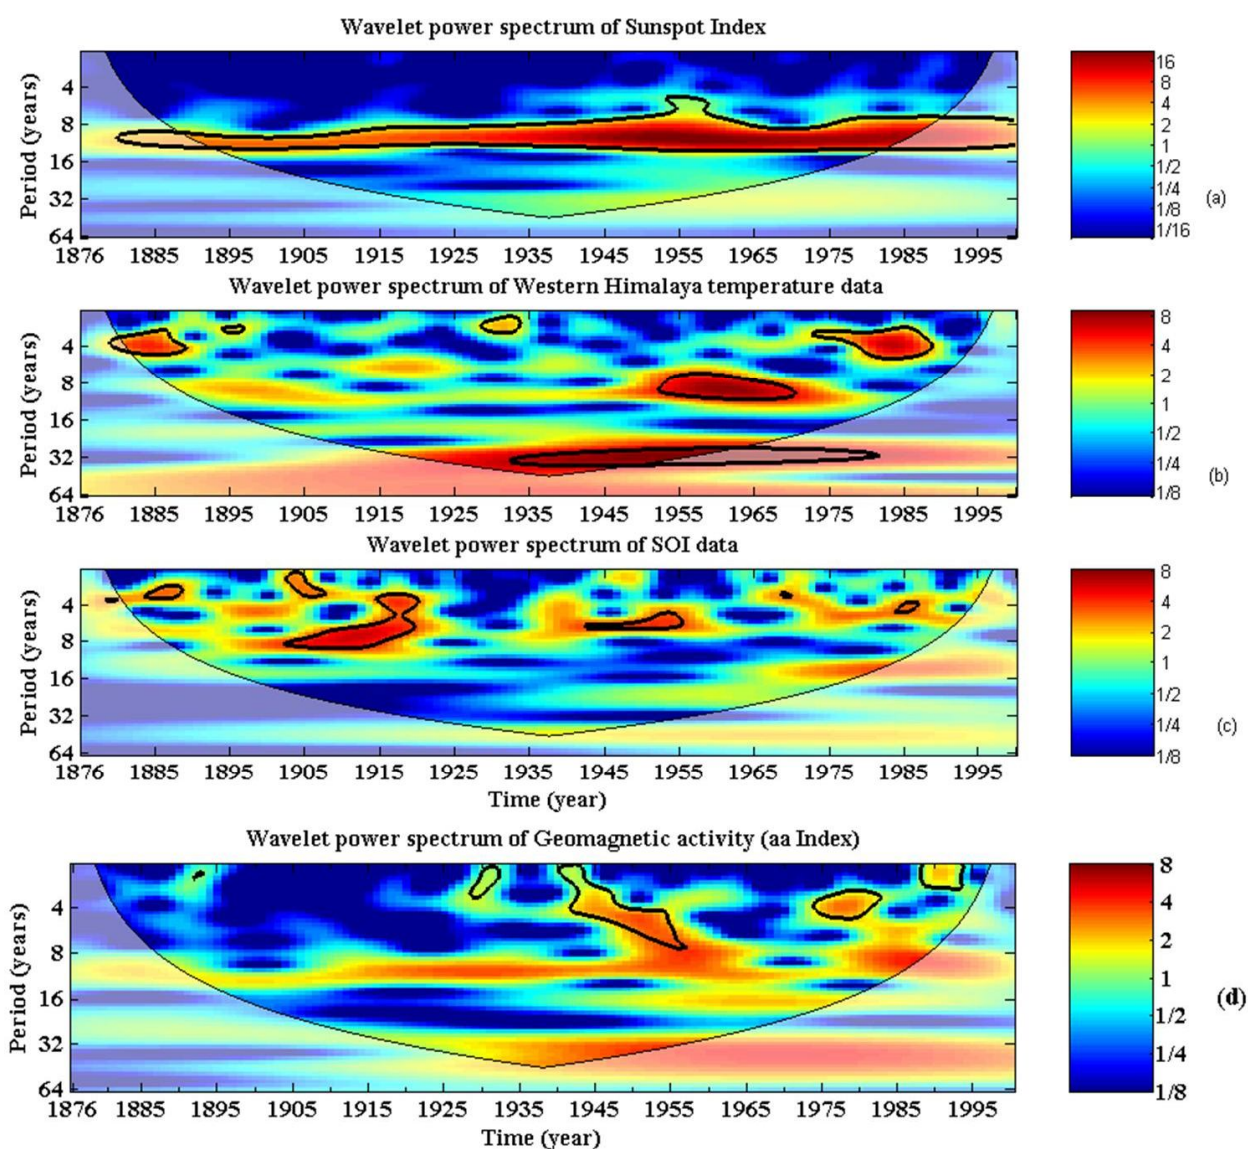 Wavelet power spectrum of Sunspot Index
Period (years)
4
8
16
32
64
1876 1885 1895 1905 1915 1925 1935 1945 1955 1965 1975 1985 1995
16
8
4
2
1
1/2
1/4
1/8
1/16
(a)
Wavelet power spectrum of Western Himalaya temperature data
Period (years)
4
8
16
32
64
1876 1885 1895 1905 1915 1925 1935 1945 1955 1965 1975 1985 1995
8
4
2
1
1/2
1/4
1/8
(b)
Wavelet power spectrum of SOI data
Period (years)
4
8
16
32
64
1876 1885 1895 1905 1915 1925 1935 1945 1955 1965 1975 1985 1995
Time (year)
8
4
2
1
1/2
1/4
1/8
(c)
Wavelet power spectrum of Geomagnetic activity (aa Index)
Period (years)
4
8
16
32
64
1876 1885 1895 1905 1915 1925 1935 1945 1955 1965 1975 1985 1995
Time (year)
8
4
2
1
1/2
1/4
1/8
(d)